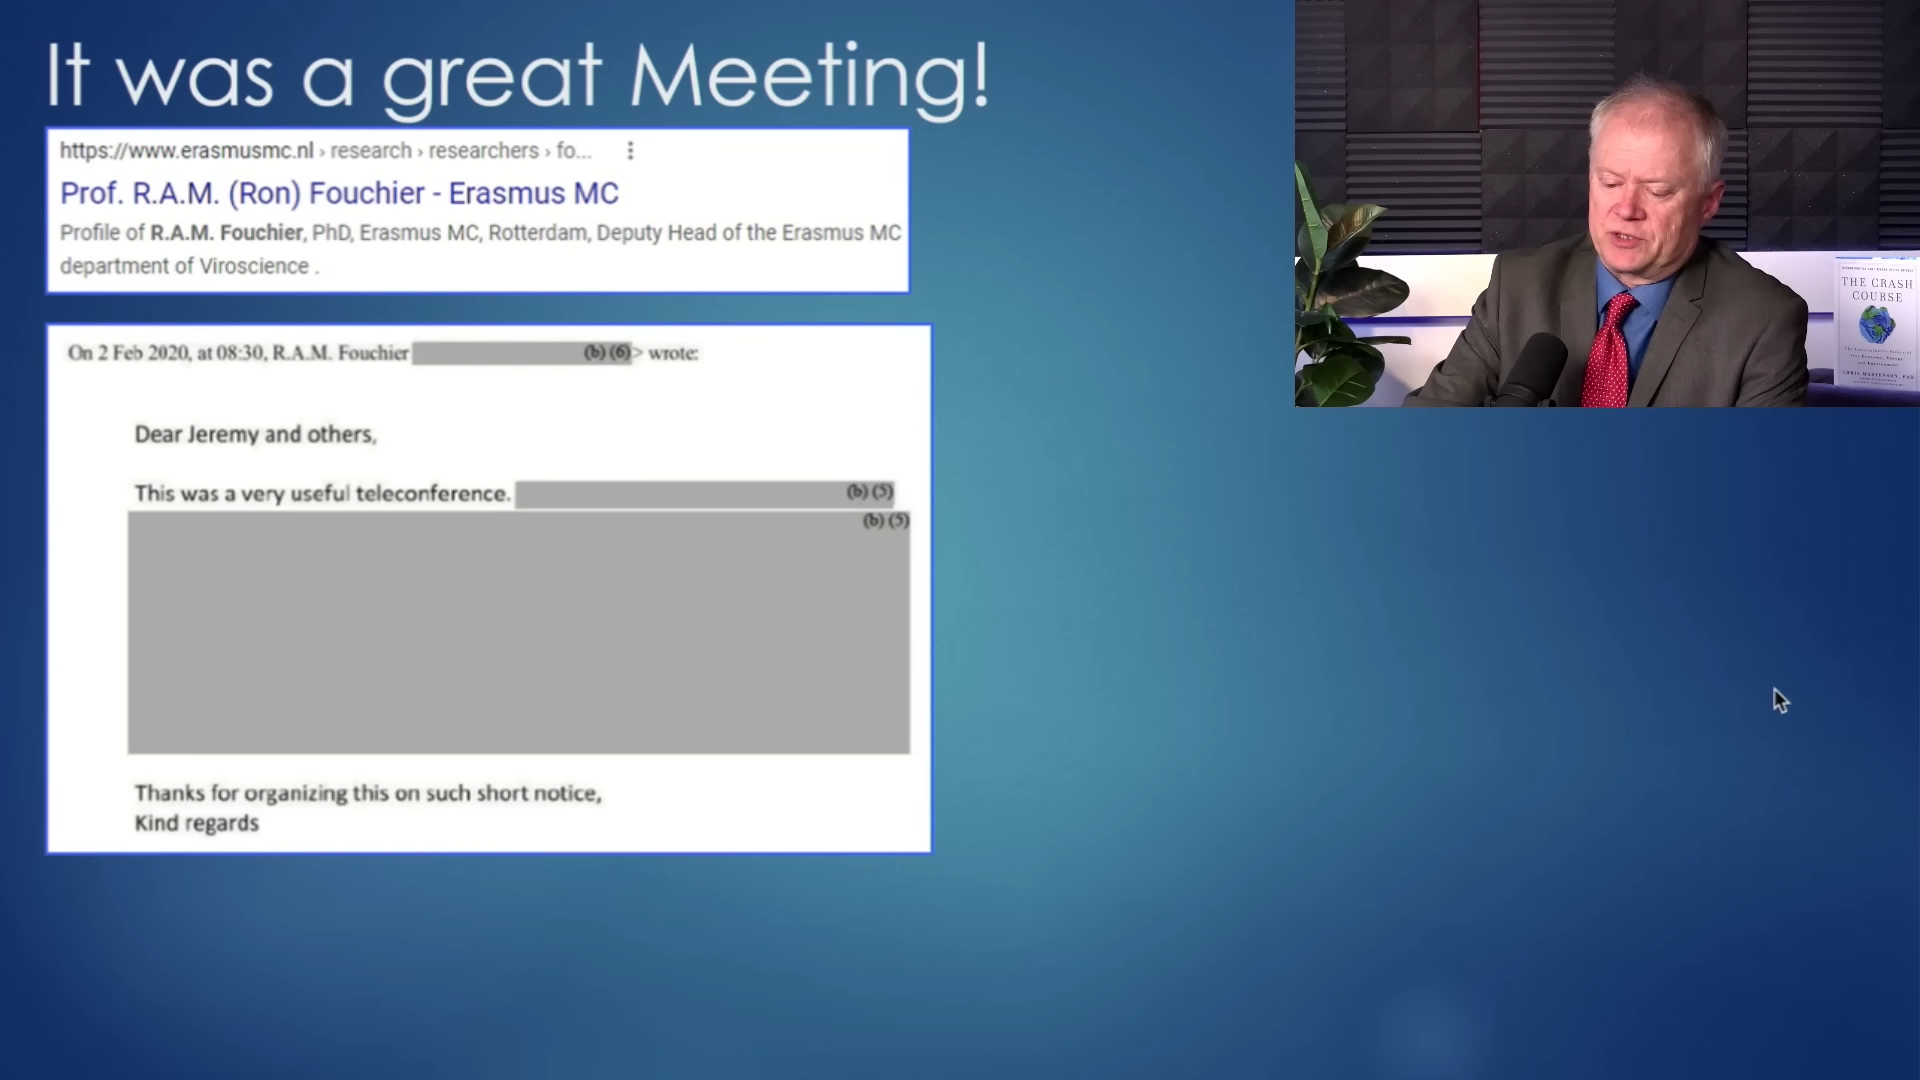 It was a great Meeting!
https://www.erasmusmc.nl › research › researchers › fo...
Prof. R.A.M. (Ron) Fouchier - Erasmus MC
Profile of R.A.M. Fouchier, PhD, Erasmus MC, Rotterdam, Deputy Head of the Erasmus MC
department of Viroscience .
On 2 Feb 2020, at 08:30, R.A.M. Fouchier (b) (6)> wrote:
Dear Jeremy and others,
This was a very useful teleconference. (b) (5)
(b) (5)
Thanks for organizing this on such short notice,
Kind regards
THE CRASH
COURSE
CHRIS MARTENSON, PhD